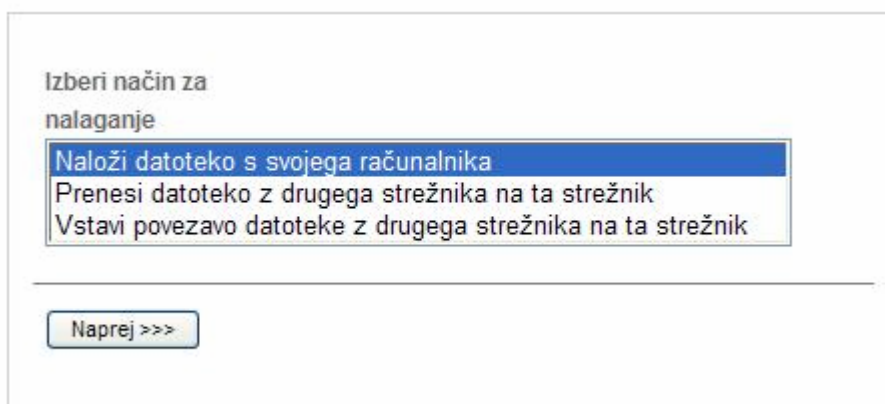 Izberi način za
nalaganje
Naloži datoteko s svojega računalnika
Prenesi datoteko z drugega strežnika na ta strežnik
Vstavi povezavo datoteke z drugega strežnika na ta strežnik
Naprej >>>